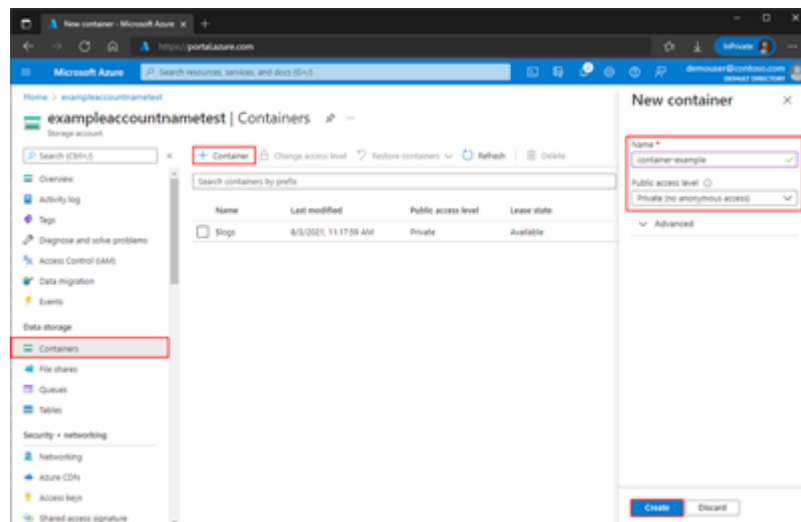 New container - Microsoft Azure
https://portal.azure.com
InPrivate
Microsoft Azure
Search resources, services, and docs (G+/)
demouser@contoso.com
DEFAULT DIRECTORY
Home > exampleaccountnametest
exampleaccountnametest | Containers
Storage account
Search (Ctrl+/)
Overview
Activity log
Tags
Diagnose and solve problems
Access Control (IAM)
Data migration
Events
Data storage
Containers
File shares
Queues
Tables
Security + networking
Networking
Azure CDN
Access keys
Shared access signature
+ Container
Change access level
Restore containers
Refresh
Delete
Search containers by prefix
Name Last modified Public access level Lease state
$logs 8/3/2021, 11:17:59 AM Private Available
New container
Name *
container-example
Public access level
Private (no anonymous access)
Advanced
Create
Discard